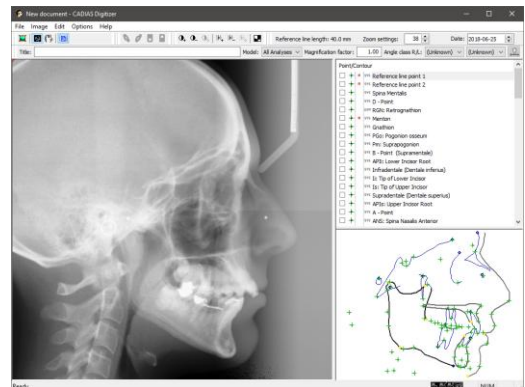 New document - CADIAS Digitizer
File Image Edit Options Help
Reference line length: 40.0 mm Zoom settings: 38 Date: 2018-06-25
Title: Model: All Analyses Magnification factor: 1.00 Angle class R/L: (Unknown) (Unknown)
Point/Contour
Reference line point 1
Reference line point 2
Spina Mentalis
D - Point
RGN: Retrognathion
Menton
Gnathion
PGo: Pogonion osseum
Pm: Suprapogonion
B - Point (Supramentale)
APIi: Lower Incisor Root
Infradentale (Dentale inferius)
Ii: Tip of Lower Incisor
Is: Tip of Upper Incisor
Supradentale (Dentale superius)
APIs: Upper Incisor Root
A - Point
ANS: Spina Nasalis Anterior
Ready
NUM